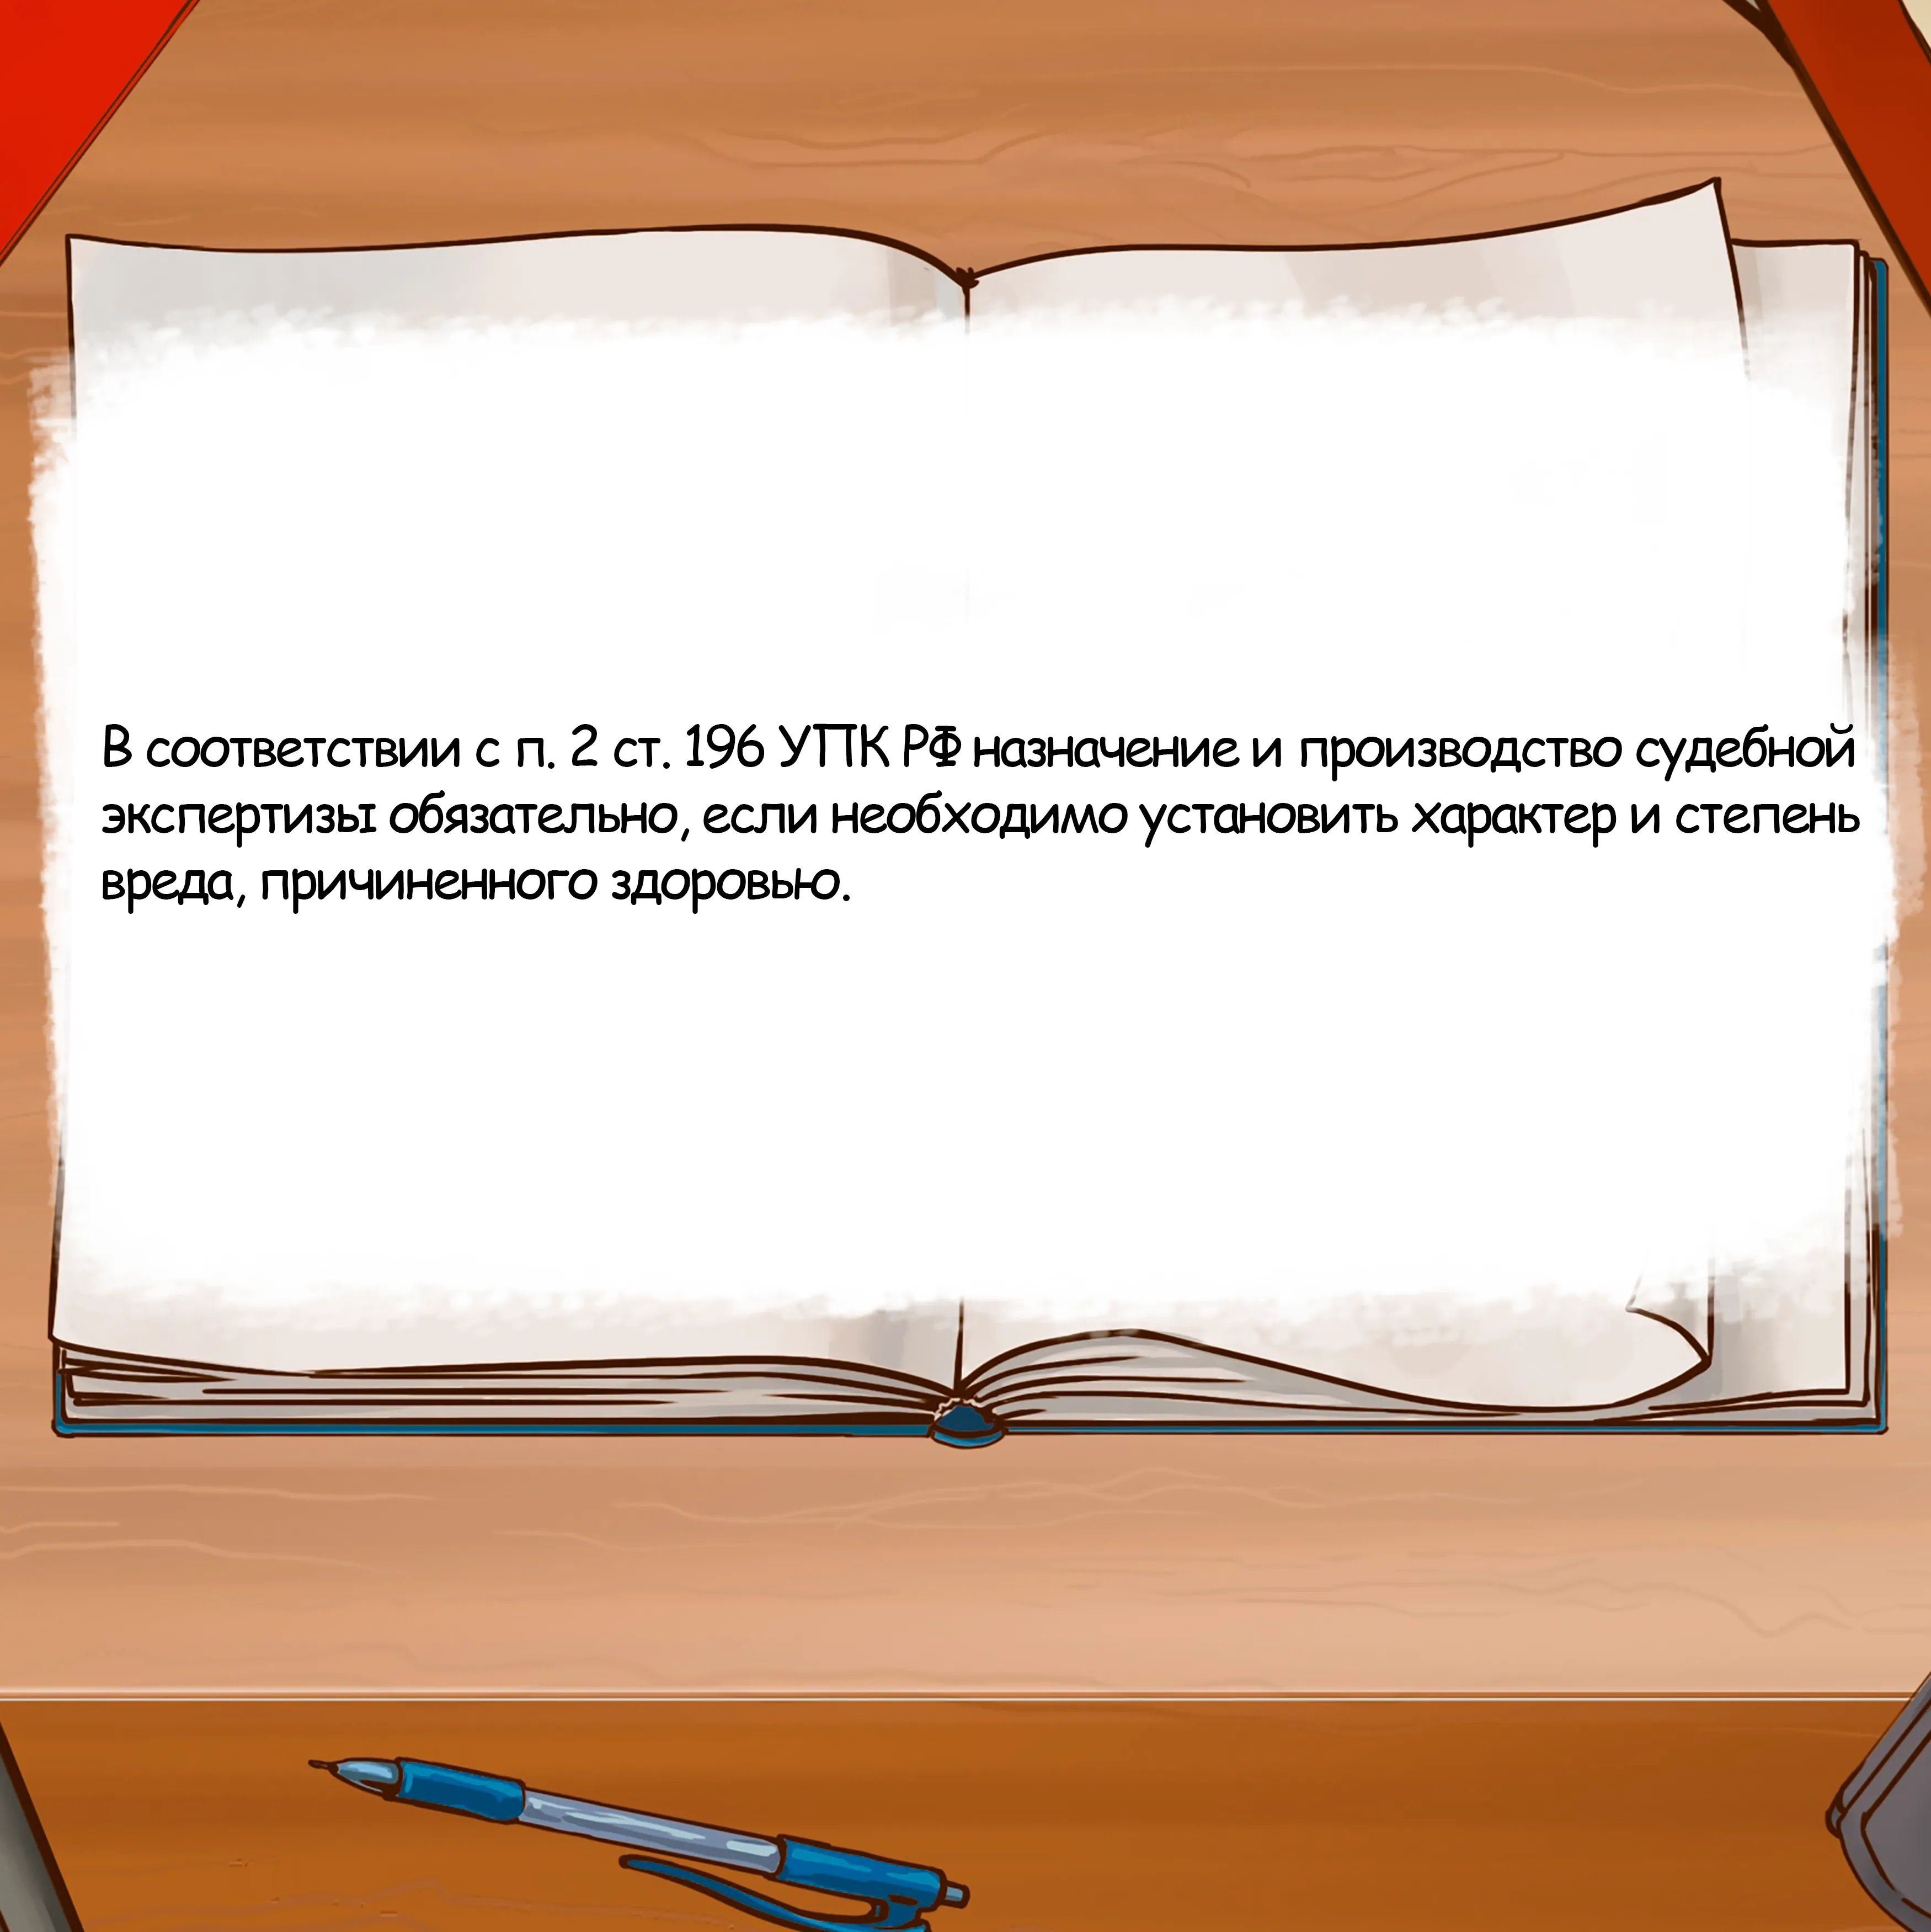 В соответствии с п. 2 ст. 196 УПК РФ назначение и производство судебной
экспертизы обязательно, если необходимо установить характер и степень
вреда, причиненного здоровью.